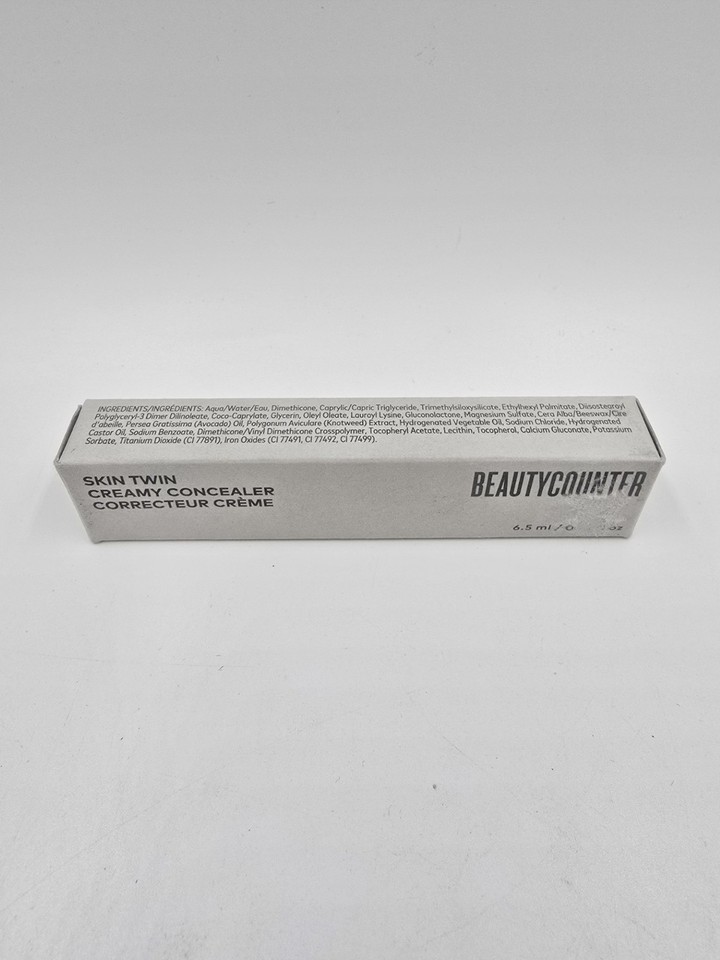 INGREDIENTS/INGRÉDIENTS: Aqua/Water/Eau, Dimethicone, Caprylic/Capric Triglyceride, Trimethylsiloxysilicate, Ethylhexyl Palmitate, Diisostearoyl
Polyglyceryl-3 Dimer Dilinoleate, Coco-Caprylate, Glycerin, Oleyl Oleate, Lauroyl Lysine, Gluconolactone, Magnesium Sulfate, Cera Alba/Beeswax/Cire
d'abeille, Persea Gratissima (Avocado) Oil, Polygonum Aviculare (Knotweed) Extract, Hydrogenated Vegetable Oil, Sodium Chloride, Hydrogenated
Castor Oil, Sodium Benzoate, Dimethicone/Vinyl Dimethicone Crosspolymer, Tocopheryl Acetate, Lecithin, Tocopherol, Calcium Gluconate, Potassium
Sorbate, Titanium Dioxide (CI 77891), Iron Oxides (CI 77491, CI 77492, CI 77499).
SKIN TWIN
CREAMY CONCEALER
CORRECTEUR CRÈME
BEAUTYCOUNTER
6.5 ml / oz